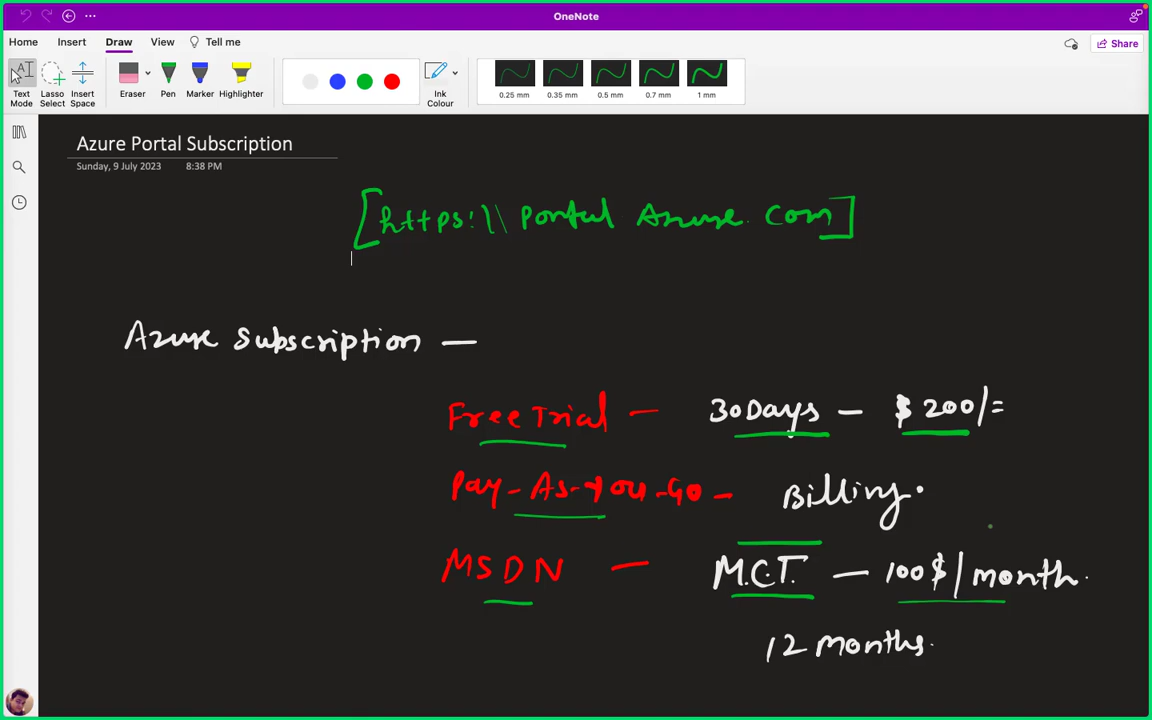 OneNote
Home Insert Draw View Tell me
Share
Text Mode
Lasso Select
Insert Space
Eraser
Pen
Marker
Highlighter
Ink Colour
0.25 mm
0.35 mm
0.5 mm
0.7 mm
1 mm
Azure Portal Subscription
Sunday, 9 July 2023 8:38 PM
[https:\\ Portal Azure. Com]
Azure Subscription —
Free Trial — 30Days — $ 200/=
Pay-As-You-Go - Billing.
MSDN — M.C.T. — 100$/month.
12 Months.